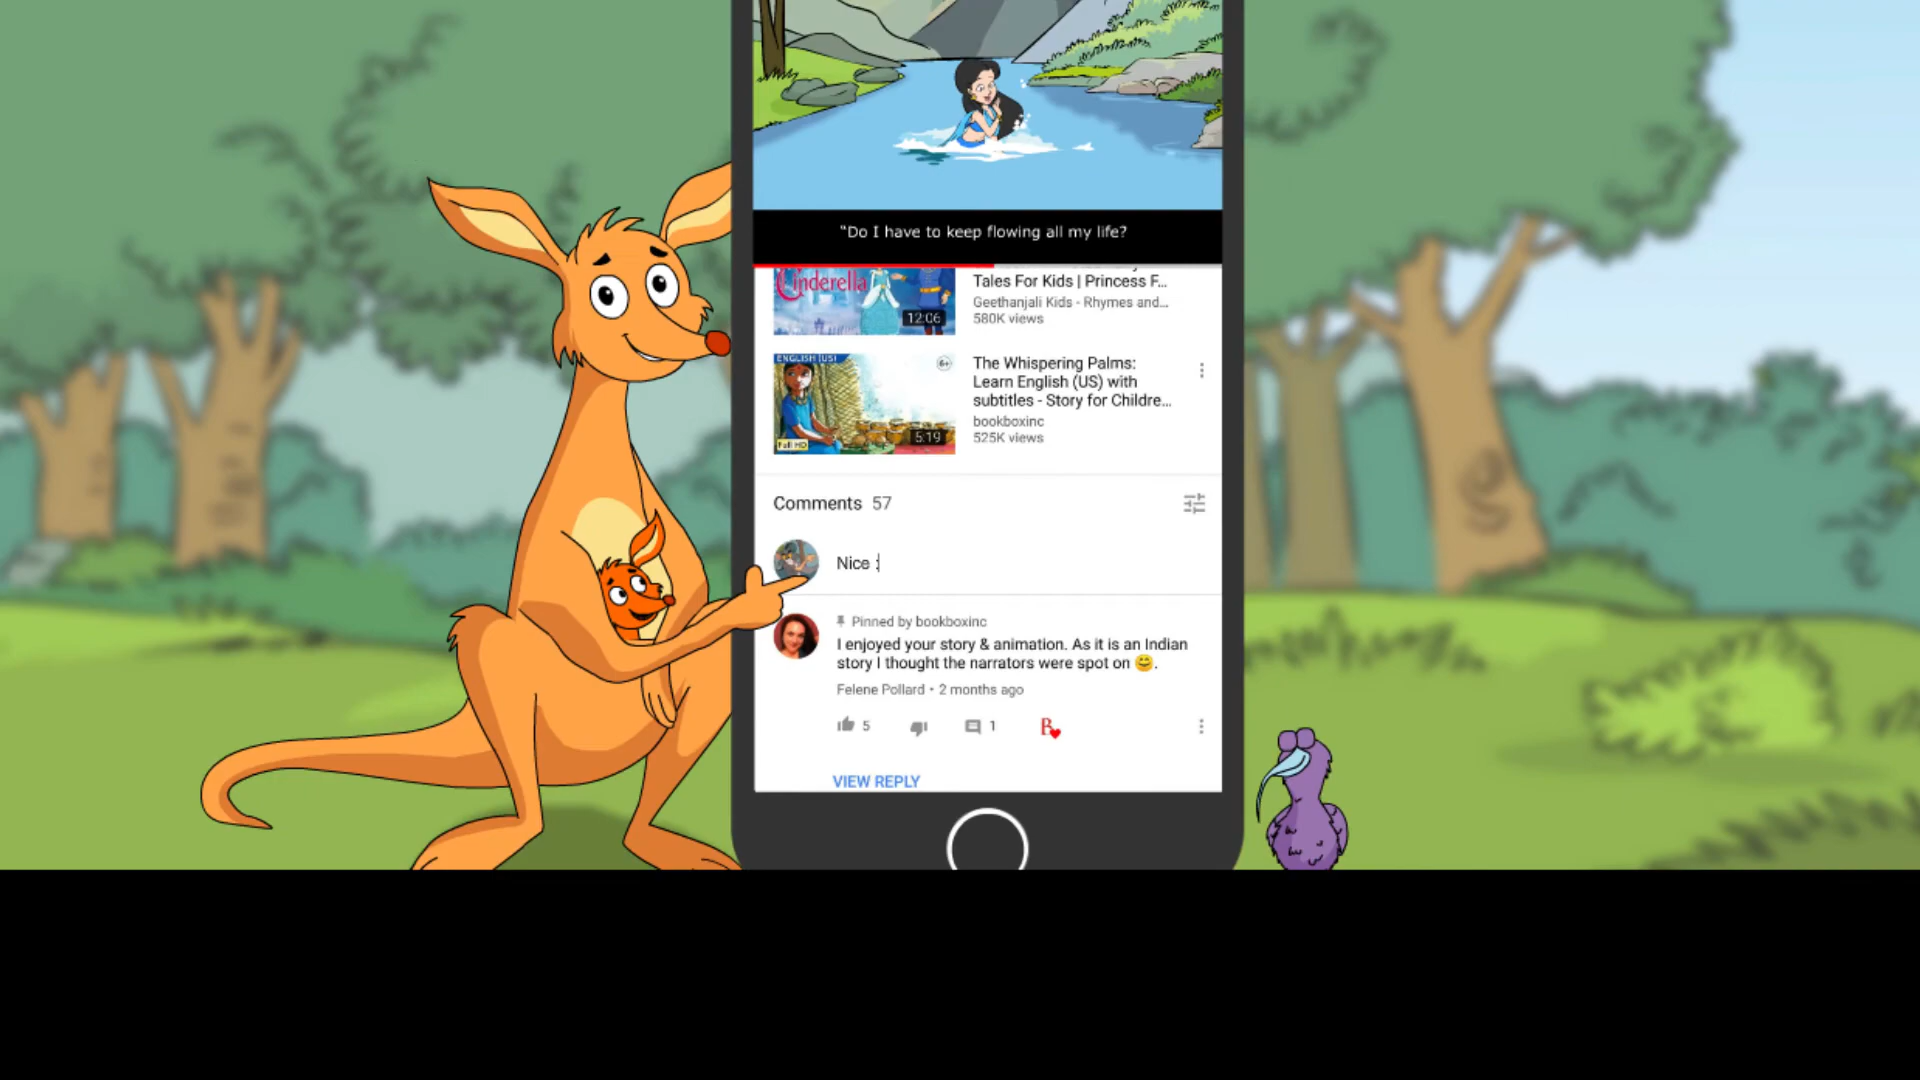 “Do I have to keep flowing all my life?
Cinderella
12:06
Tales For Kids | Princess F...
Geethanjali Kids - Rhymes and...
580K views
ENGLISH (US)
6+
Full HD
5:19
The Whispering Palms:
Learn English (US) with
subtitles - Story for Childre...
bookboxinc
525K views
Comments 57
Nice :
Pinned by bookboxinc
I enjoyed your story & animation. As it is an Indian
story I thought the narrators were spot on 😄.
Felene Pollard • 2 months ago
5
1
B
VIEW REPLY